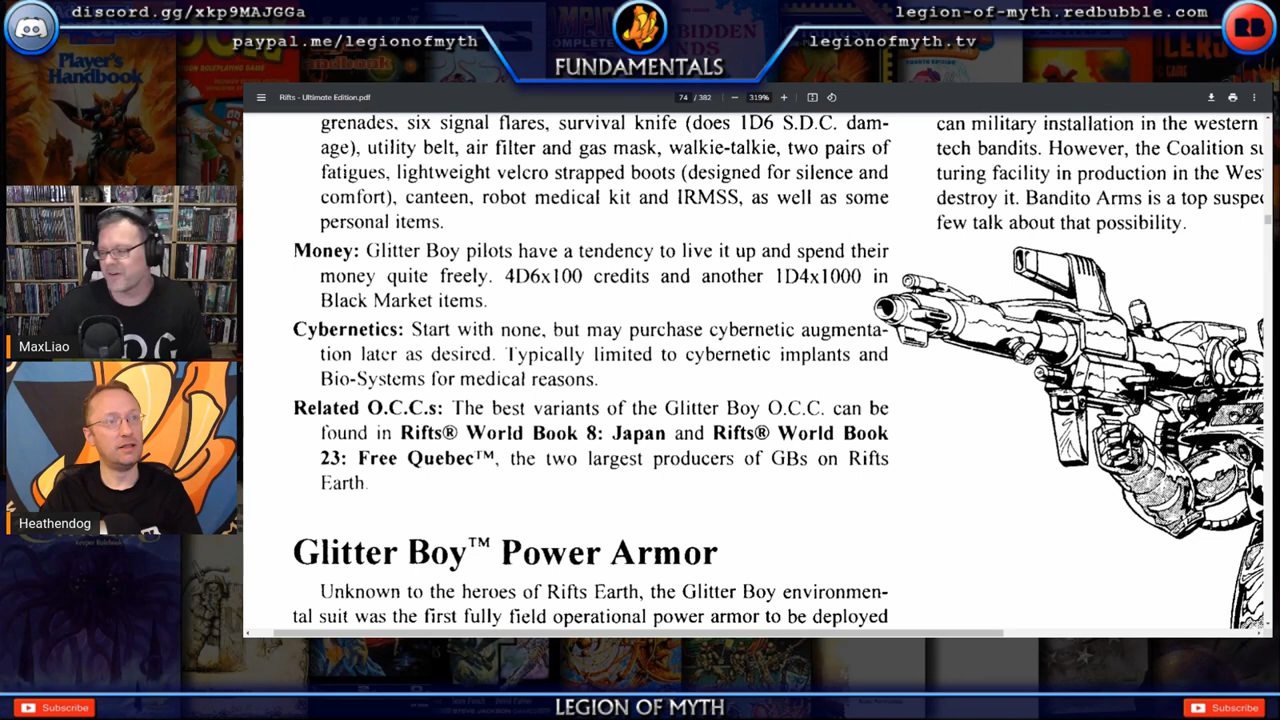 discord.gg/xkp9MAJGGa
paypal.me/legionofmyth
FUNDAMENTALS
legion-of-myth.redbubble.com
legionofmyth.tv
RB
Player's
Handbook
Rifts - Ultimate Edition.pdf
74 / 382
319%
grenades, six signal flares, survival knife (does 1D6 S.D.C. dam-
age), utility belt, air filter and gas mask, walkie-talkie, two pairs of
fatigues, lightweight velcro strapped boots (designed for silence and
comfort), canteen, robot medical kit and IRMSS, as well as some
personal items.
Money: Glitter Boy pilots have a tendency to live it up and spend their
money quite freely. 4D6x100 credits and another 1D4x1000 in
Black Market items.
Cybernetics: Start with none, but may purchase cybernetic augmenta-
tion later as desired. Typically limited to cybernetic implants and
Bio-Systems for medical reasons.
Related O.C.C.s: The best variants of the Glitter Boy O.C.C. can be
found in Rifts® World Book 8: Japan and Rifts® World Book
23: Free Quebec™, the two largest producers of GBs on Rifts
Earth.
Glitter Boy™ Power Armor
Unknown to the heroes of Rifts Earth, the Glitter Boy environmen-
tal suit was the first fully field operational power armor to be deployed
can military installation in the western
tech bandits. However, the Coalition su
turing facility in production in the Wes
destroy it. Bandito Arms is a top suspec
few talk about that possibility.
MaxLiao
Heathendog
Subscribe
LEGION OF MYTH
Subscribe